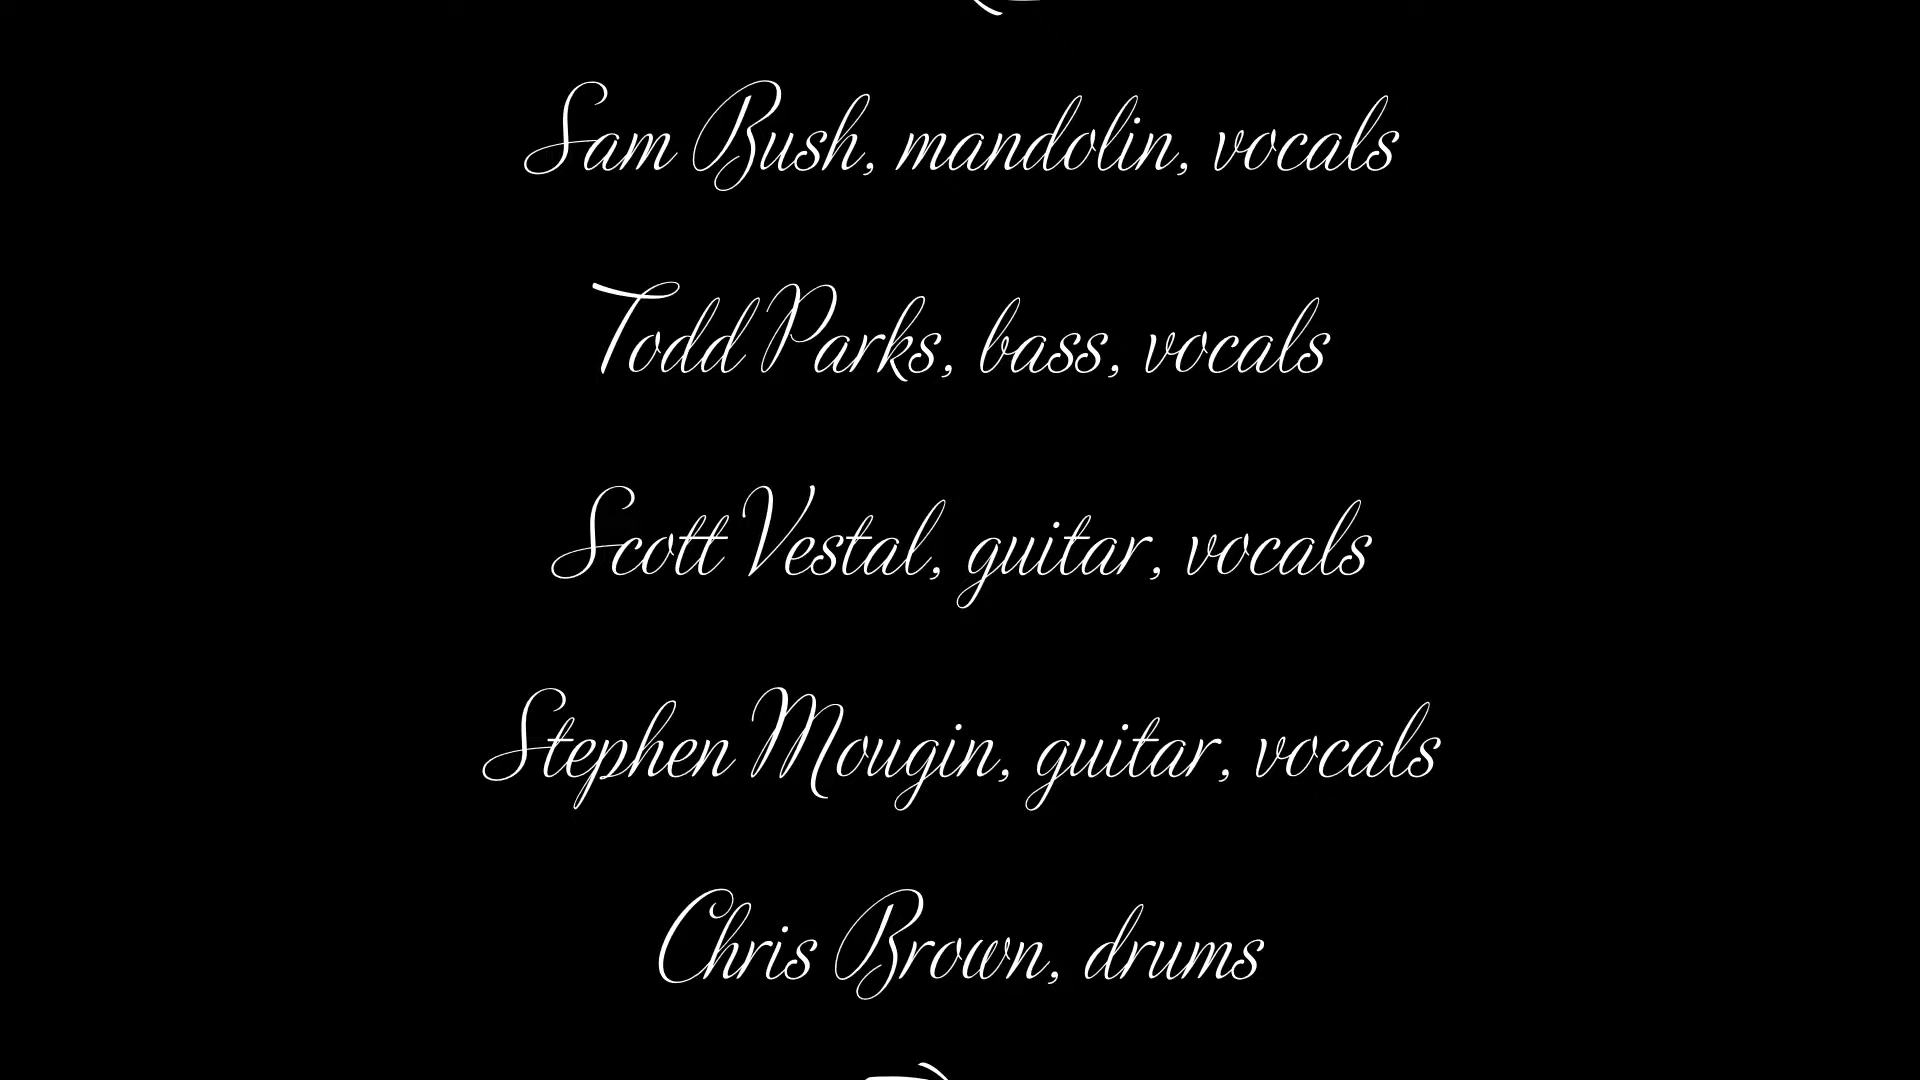 Sam Bush, mandolin, vocals
Todd Parks, bass, vocals
Scott Vestal, guitar, vocals
Stephen Mougin, guitar, vocals
Chris Brown, drums